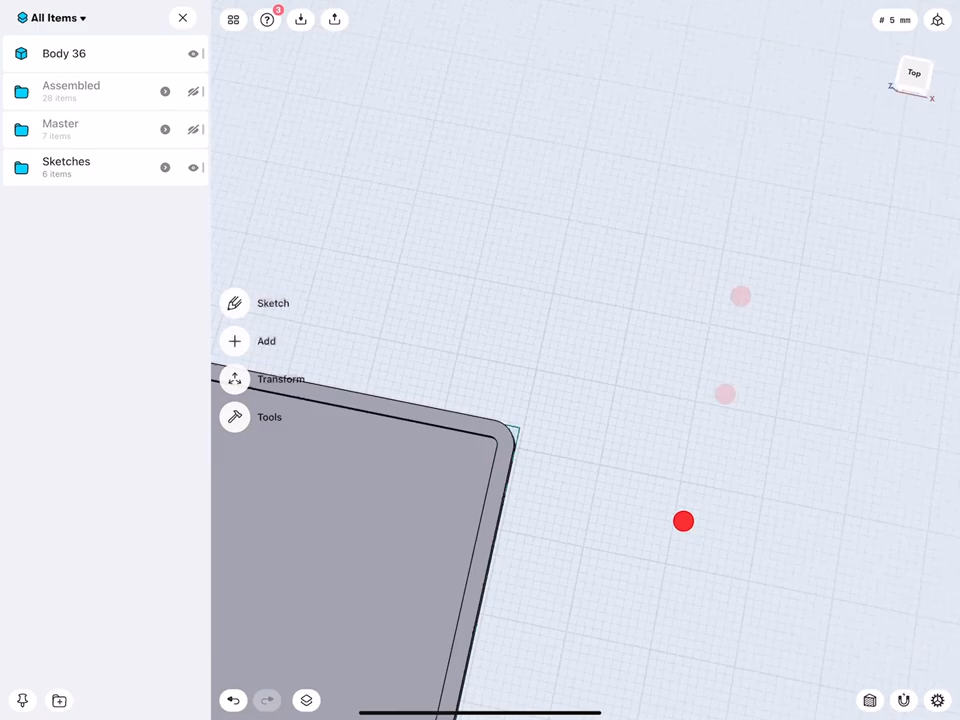 All Items
Body 36
Assembled
28 items
Master
7 items
Sketches
6 items
3
# 5 mm
Top
Z
X
Sketch
Add
Transform
Tools